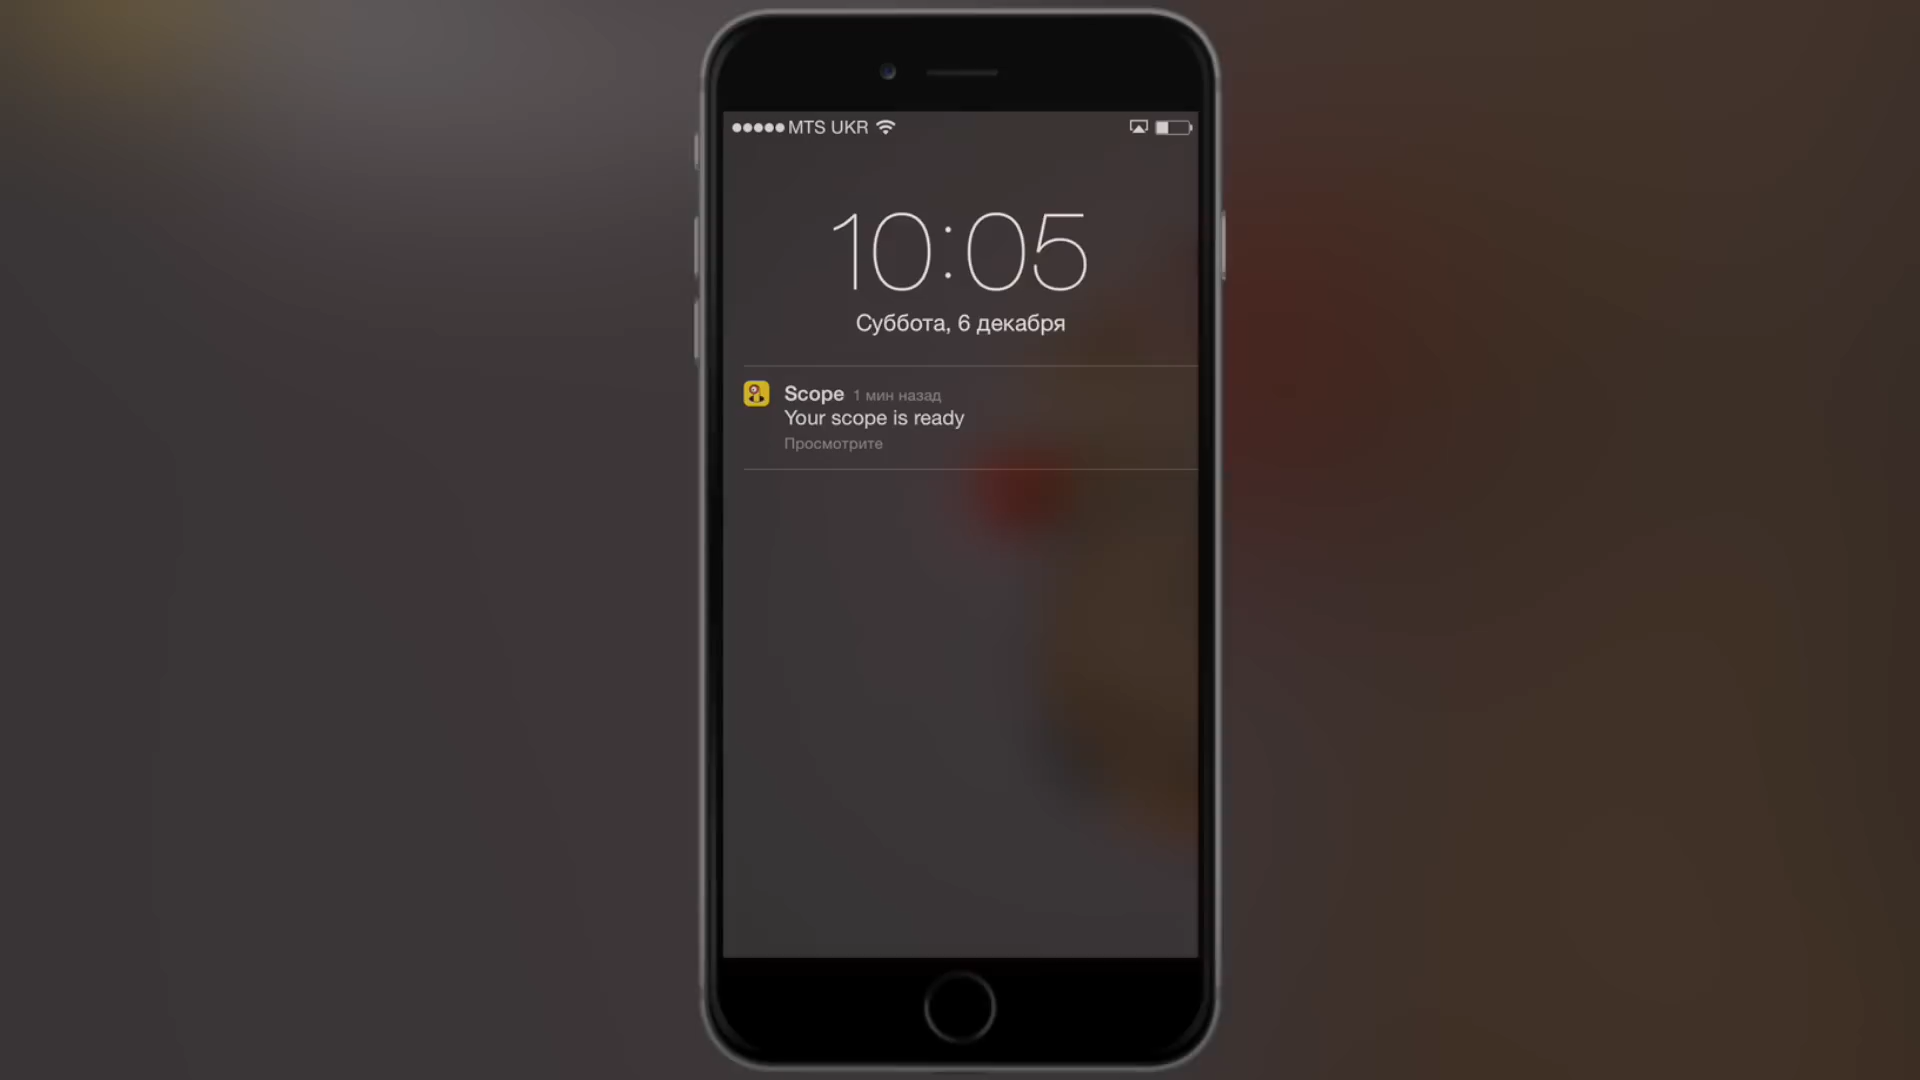 MTS UKR
10:05
Суббота, 6 декабря
Scope 1 мин назад
Your scope is ready
Просмотрите